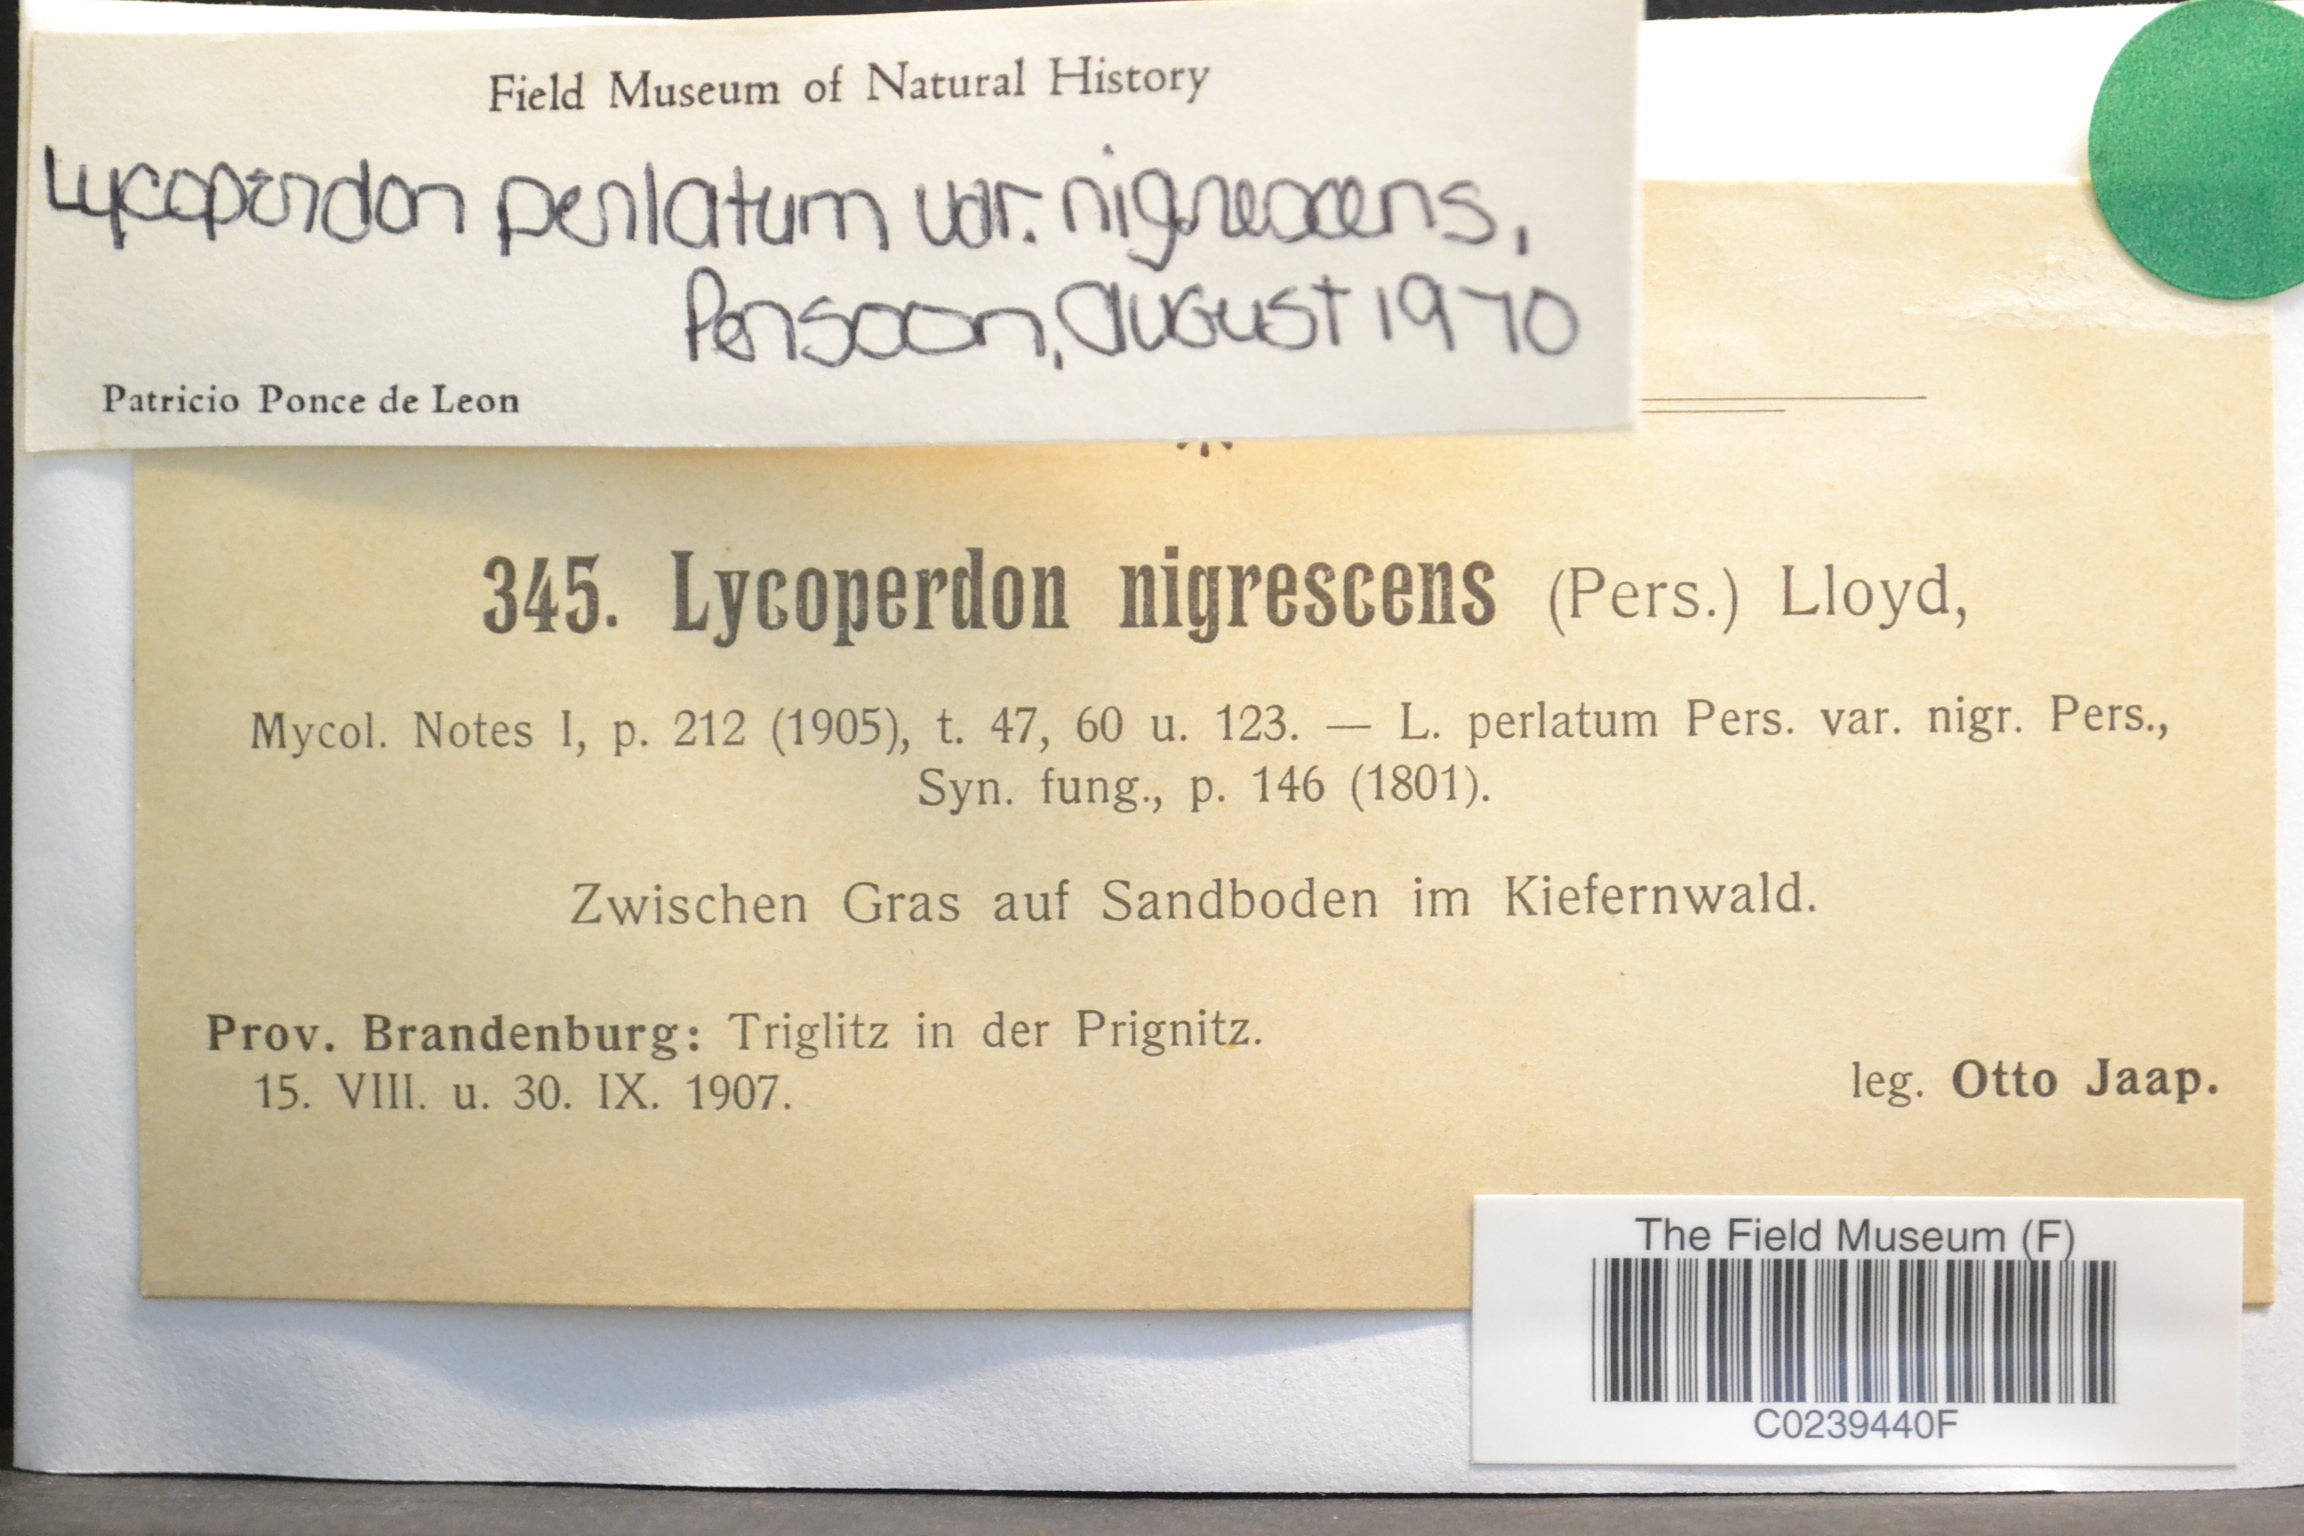 Field Museum of Natural History
Lycoperdon perlatum var. nigrescens,
Persoon, August 1970
Patricio Ponce de Leon
345. Lycoperdon nigrescens (Pers.) Lloyd,
Mycol. Notes I, p. 212 (1905), t. 47, 60 u. 123. — L. perlatum Pers. var. nigr. Pers.,
Syn. fung., p. 146 (1801).
Zwischen Gras auf Sandboden im Kiefernwald.
Prov. Brandenburg: Triglitz in der Prignitz.
15. VIII. u. 30. IX. 1907.
leg. Otto Jaap.
The Field Museum (F)
C0239440F